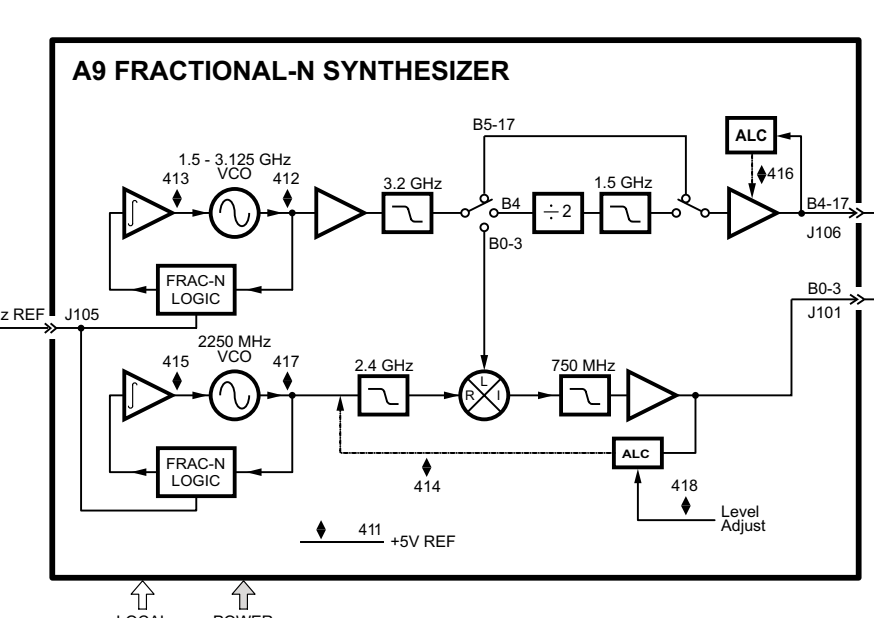 A9 FRACTIONAL-N SYNTHESIZER
B5-17
ALC
1.5 - 3.125 GHz
VCO
413
412
3.2 GHz
1.5 GHz
416
B4
÷ 2
B4-17
J106
B0-3
FRAC-N
LOGIC
B0-3
J101
z REF
J105
2250 MHz
VCO
415
417
2.4 GHz
750 MHz
L
R
I
FRAC-N
LOGIC
ALC
414
418
Level
Adjust
411
+5V REF